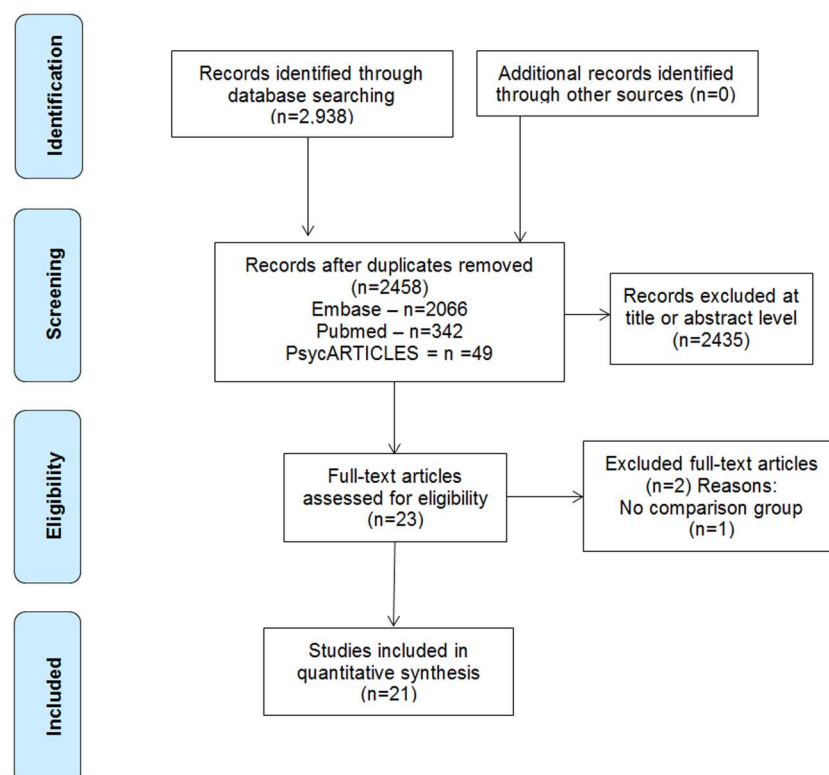 Identification
Records identified through
database searching
(n=2,938)
Additional records identified
through other sources (n=0)
Screening
Records after duplicates removed
(n=2458)
Embase – n=2066
Pubmed – n=342
PsycARTICLES = n =49
Records excluded at
title or abstract level
(n=2435)
Eligibility
Full-text articles
assessed for eligibility
(n=23)
Excluded full-text articles
(n=2) Reasons:
No comparison group
(n=1)
Included
Studies included in
quantitative synthesis
(n=21)